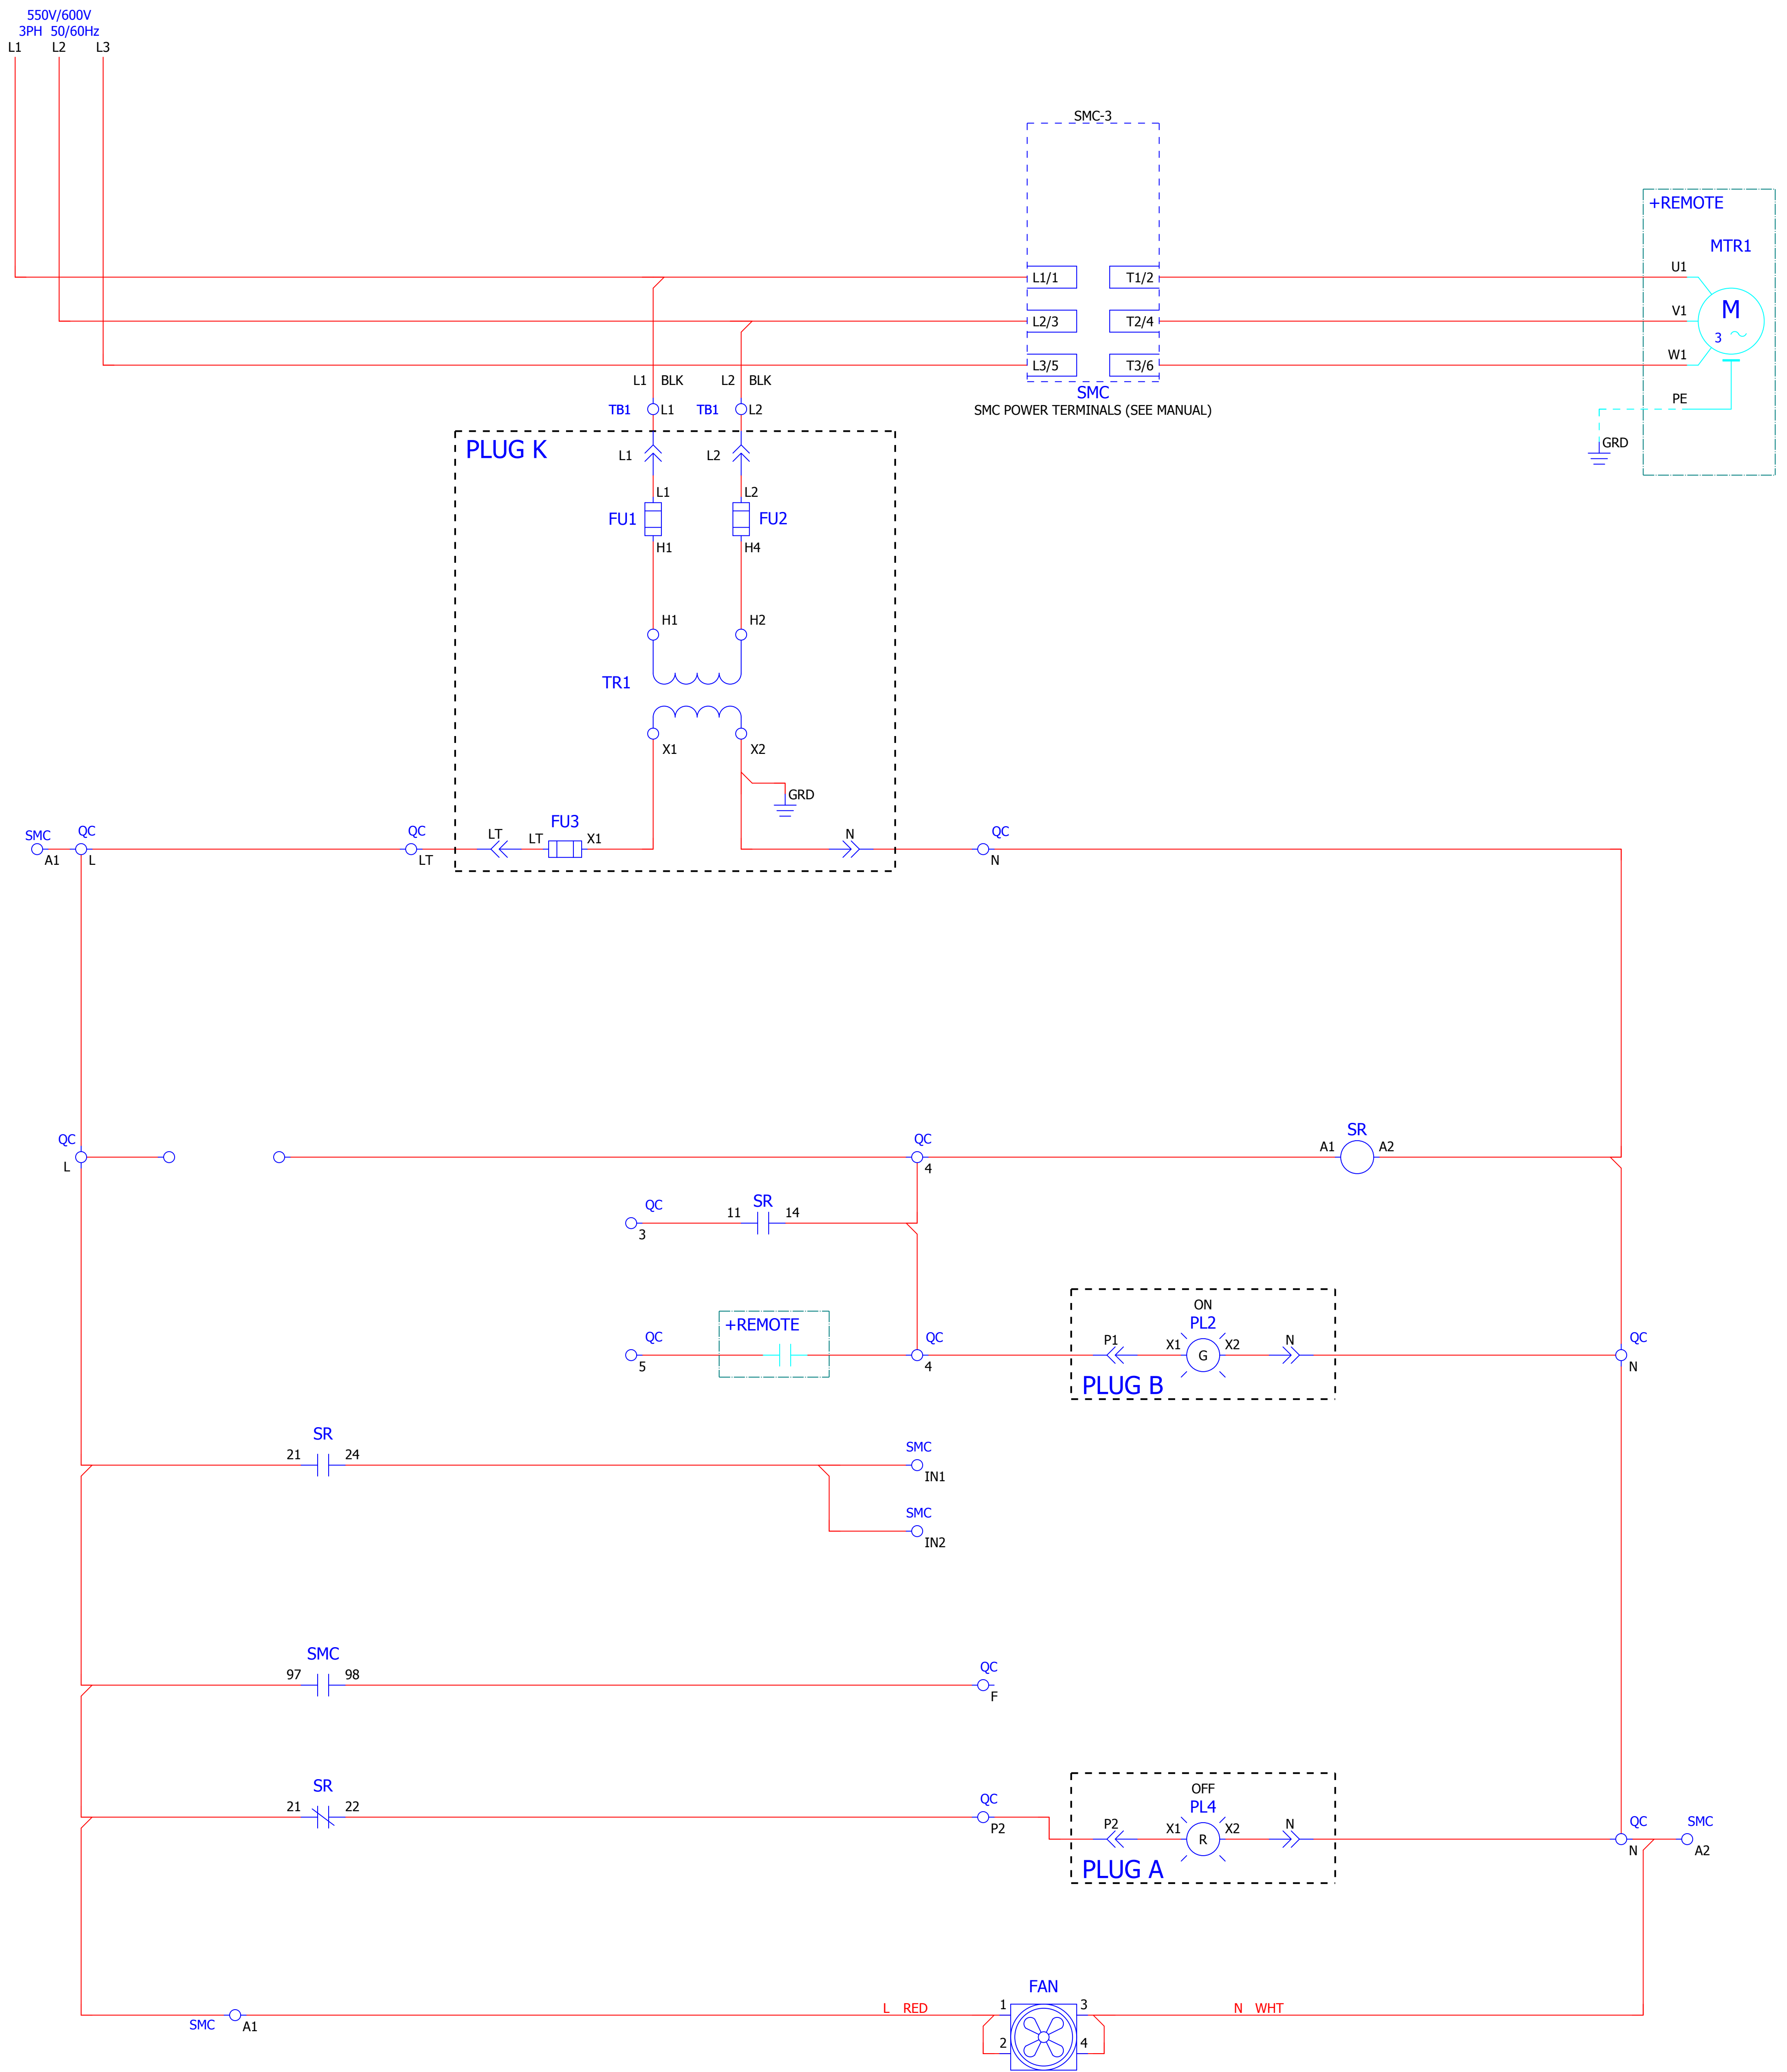 550V/600V
3PH 50/60Hz
L1 L2 L3
SMC-3
+REMOTE
MTR1
L1/1 T1/2 U1
L2/3 T2/4 V1
M
3
L3/5 T3/6 W1
L1 BLK L2 BLK
SMC
PE
TB1 L1 TB1 L2
SMC POWER TERMINALS (SEE MANUAL)
GRD
PLUG K
L1 L2
L1 L2
FU1 FU2
H1 H4
H1 H2
TR1
X1 X2
GRD
FU3
SMC QC QC LT LT X1 N QC
A1 L LT N
QC QC SR
L 4 A1 A2
QC SR
3 11 14
ON
+REMOTE PL2
QC QC P1 X1 X2 N QC
G
5 4 N
PLUG B
SR
21 24
SMC
IN1
SMC
IN2
SMC
97 98
QC
F
SR OFF
21 22 QC PL4
P2 P2 X1 X2 N QC SMC
R
N A2
PLUG A
FAN
L RED 1 3 N WHT
SMC A1
2 4